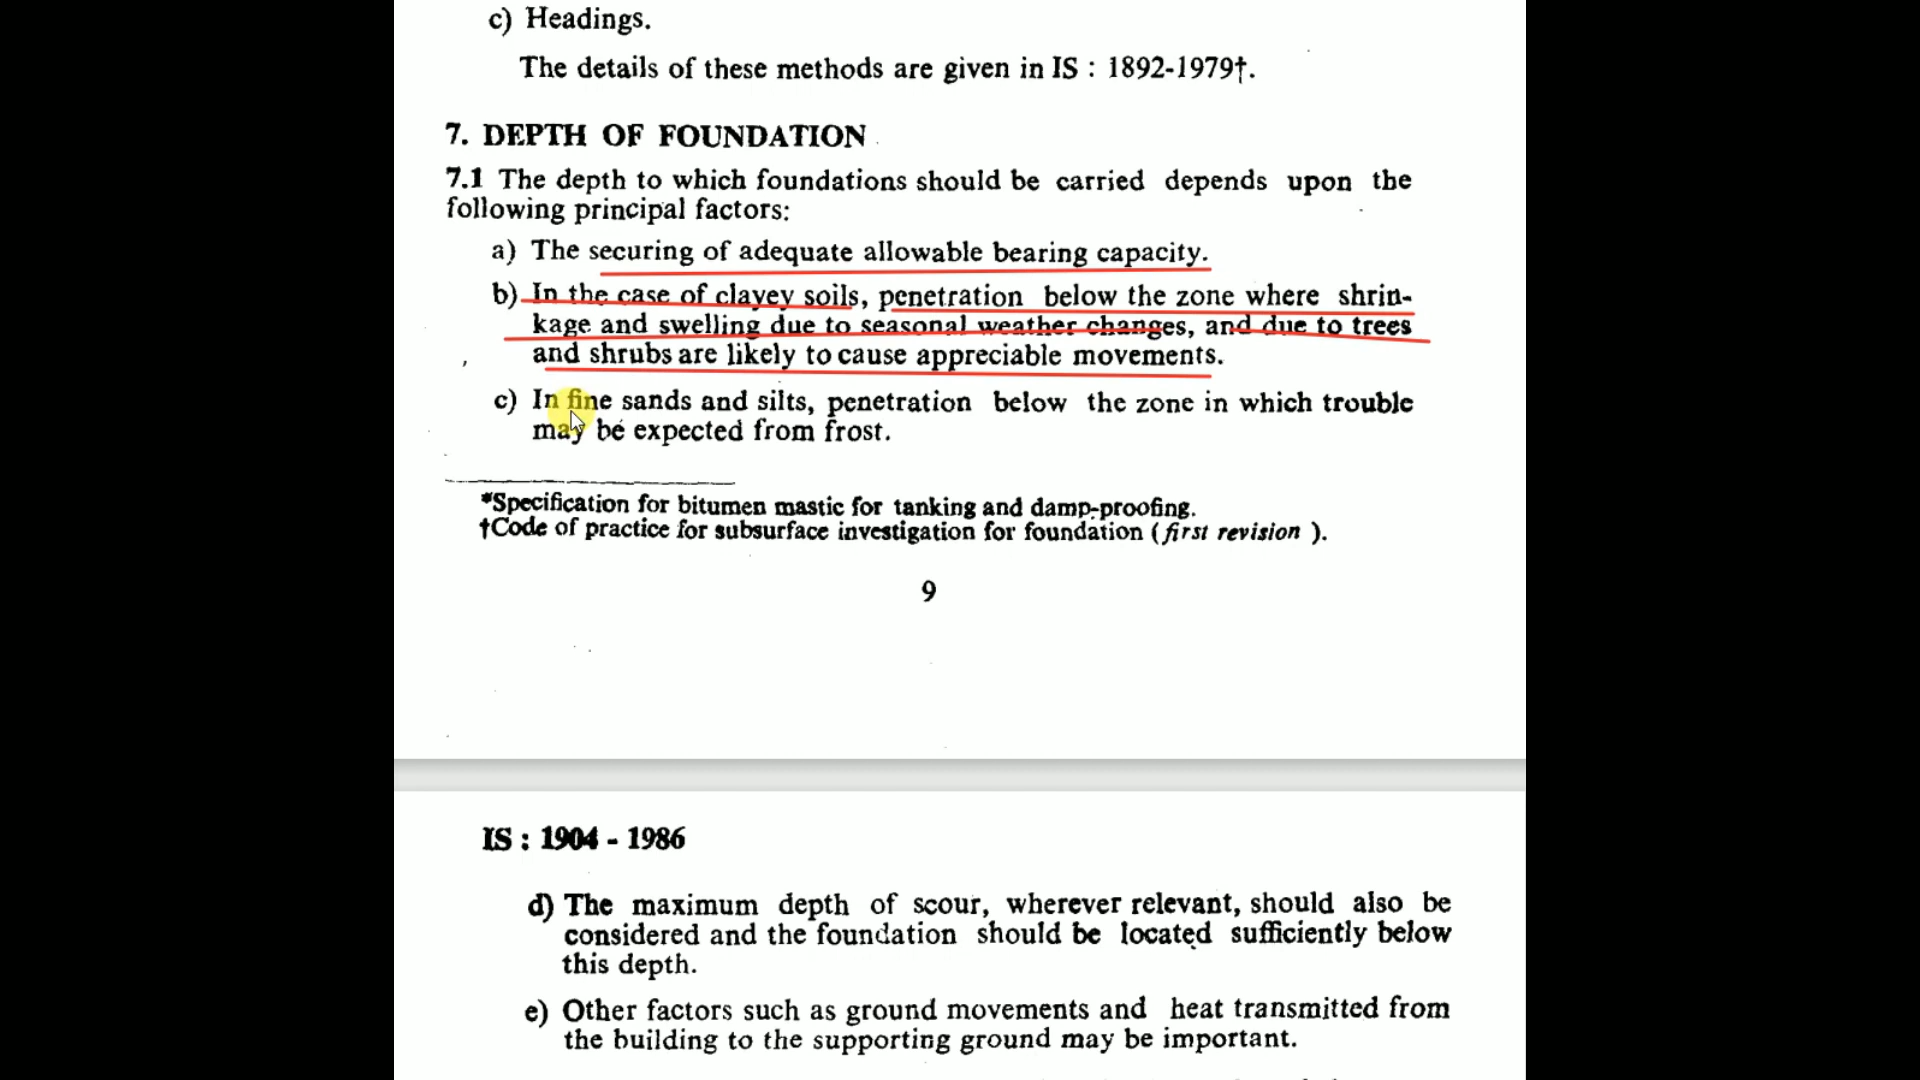 c) Headings.
The details of these methods are given in IS : 1892-1979†.
7. DEPTH OF FOUNDATION
7.1 The depth to which foundations should be carried depends upon the
following principal factors:
a) The securing of adequate allowable bearing capacity.
b) In the case of clayey soils, penetration below the zone where shrin-
kage and swelling due to seasonal weather changes, and due to trees
and shrubs are likely to cause appreciable movements.
c) In fine sands and silts, penetration below the zone in which trouble
may be expected from frost.
*Specification for bitumen mastic for tanking and damp-proofing.
†Code of practice for subsurface investigation for foundation ( first revision ).
9
IS : 1904 - 1986
d) The maximum depth of scour, wherever relevant, should also be
considered and the foundation should be located sufficiently below
this depth.
e) Other factors such as ground movements and heat transmitted from
the building to the supporting ground may be important.